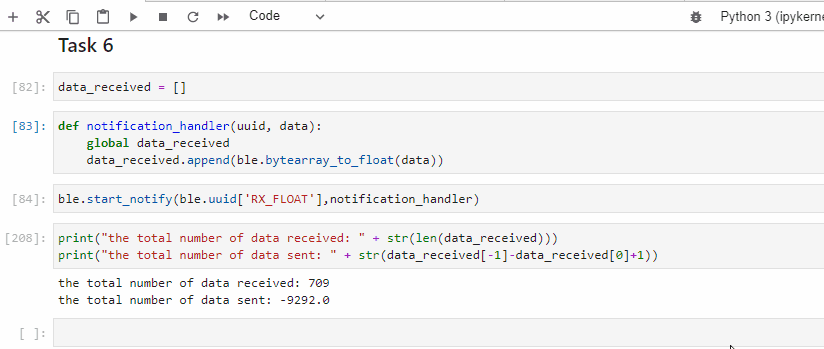 Code
Python 3 (ipykerne
Task 6
[82]: data_received = []
[83]: def notification_handler(uuid, data):
global data_received
data_received.append(ble.bytearray_to_float(data))
[84]: ble.start_notify(ble.uuid['RX_FLOAT'],notification_handler)
[208]: print("the total number of data received: " + str(len(data_received)))
print("the total number of data sent: " + str(data_received[-1]-data_received[0]+1))
the total number of data received: 709
the total number of data sent: -9292.0
[ ]: